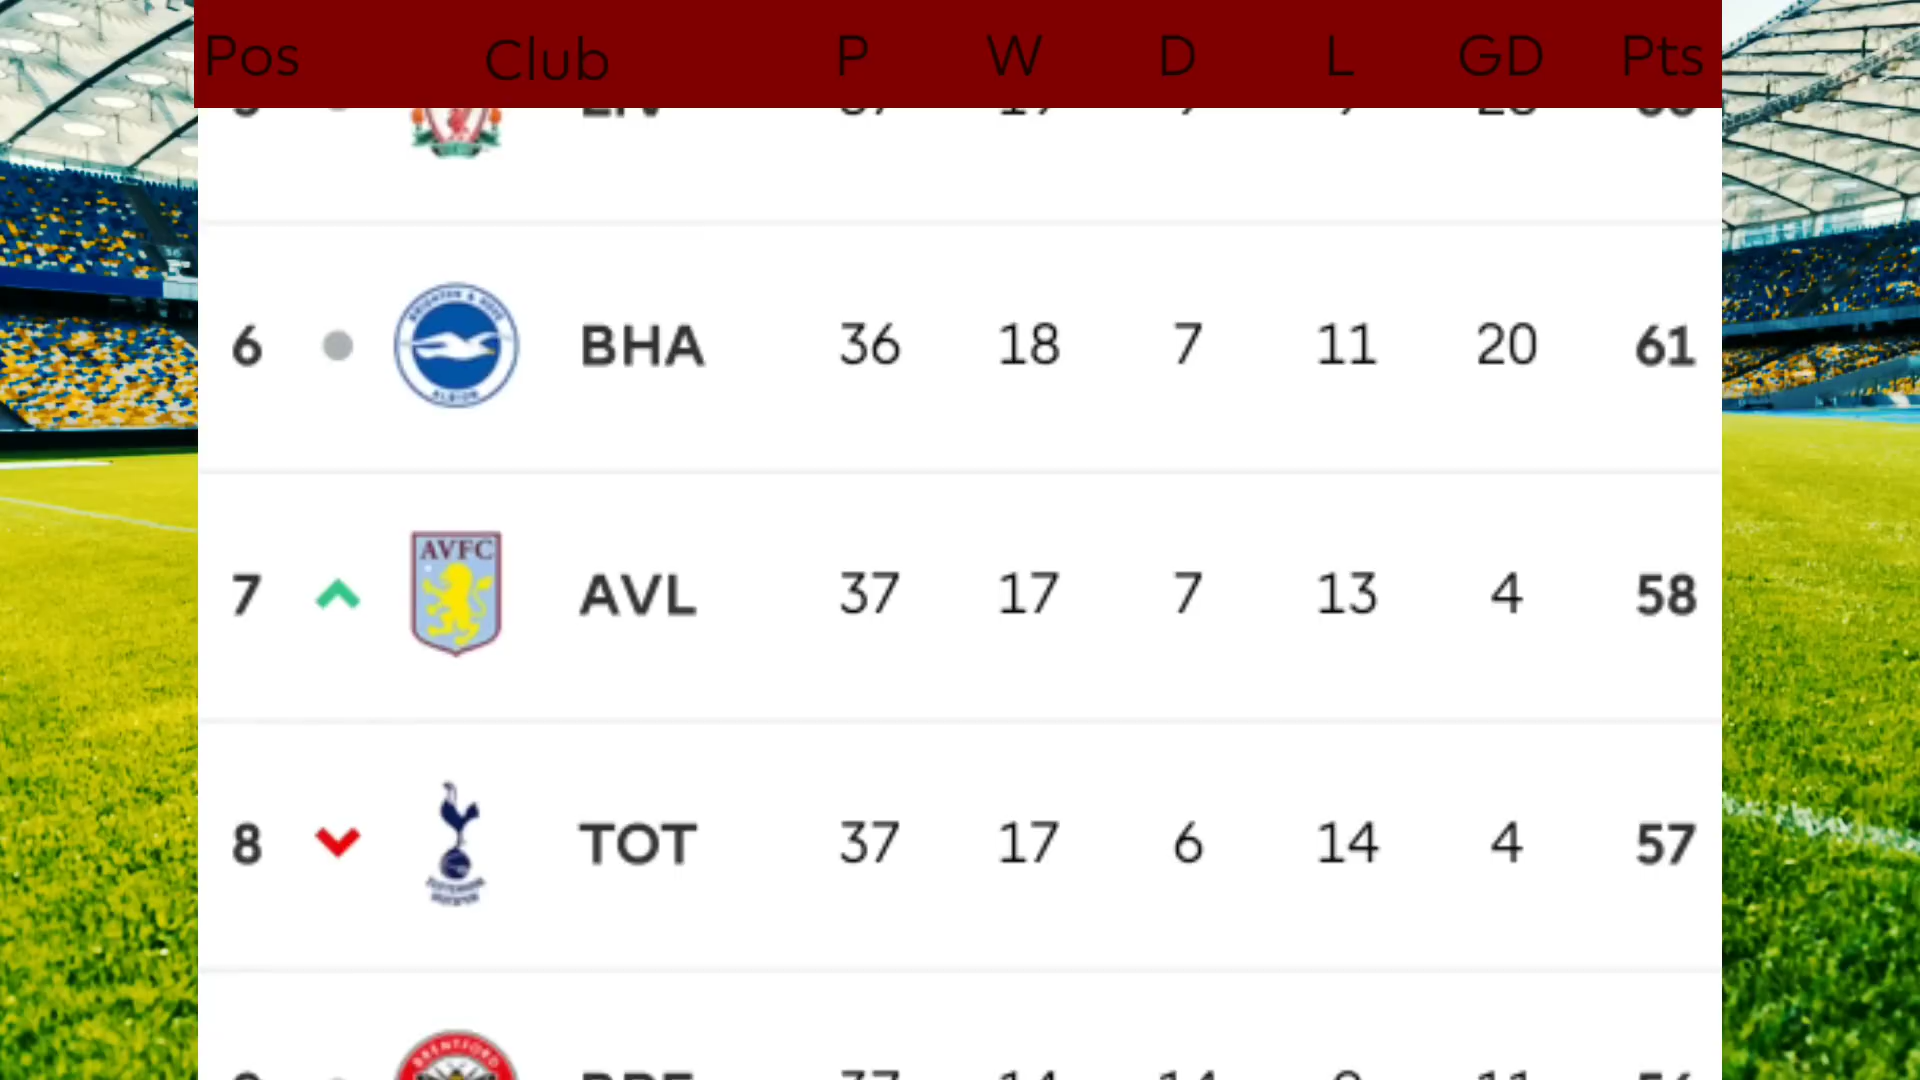 Pos Club P W D L GD Pts
6 BHA 36 18 7 11 20 61
7 AVFC AVL 37 17 7 13 4 58
8 TOT 37 17 6 14 4 57
BRENTFORD